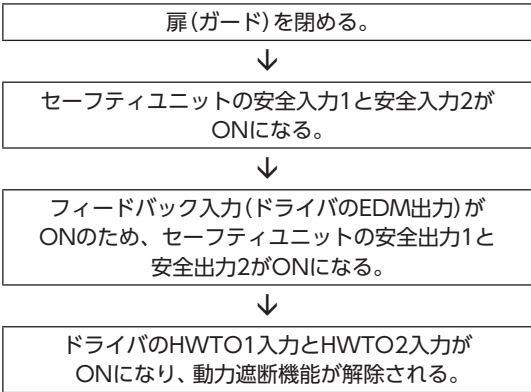 扉(ガード)を閉める。
↓
セーフティユニットの安全入力1と安全入力2が
ONになる。
↓
フィードバック入力(ドライバのEDM出力)が
ONのため、セーフティユニットの安全出力1と
安全出力2がONになる。
↓
ドライバのHWTO1入力とHWTO2入力が
ONになり、動力遮断機能が解除される。